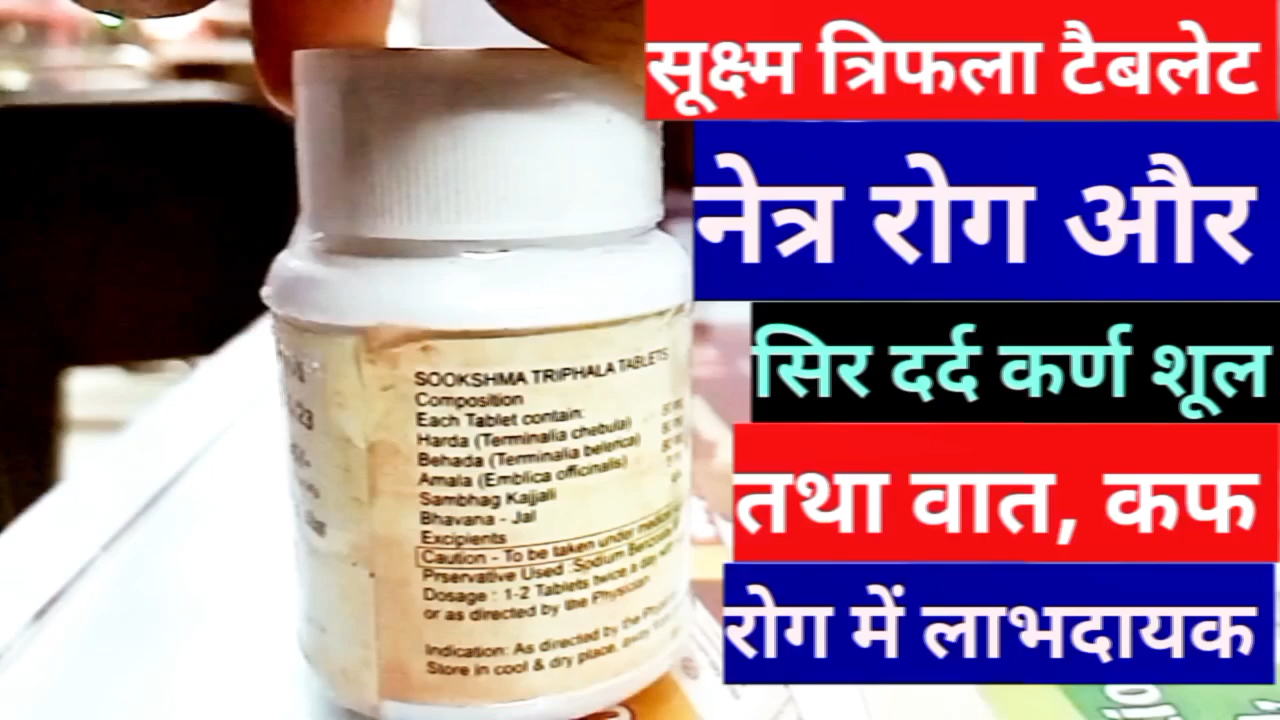 सूक्ष्म त्रिफला टैबलेट
नेत्र रोग और
सिर दर्द कर्ण शूल
तथा वात, कफ
रोग में लाभदायक
SOOKSHMA TRIPHALA TABLETS
Composition
Each Tablet contain:
Harda (Terminalia chebula)
Behada (Terminalia belerica)
Amala (Emblica officinalis)
Sambhag Kajjali
Bhavana - Jal
Excipients
Caution - To be taken under
Prservative Used : Sodium
Dosage : 1-2 Tablets twice a day
or as directed by the Physician
Indication: As directed by the
Store in cool & dry place,